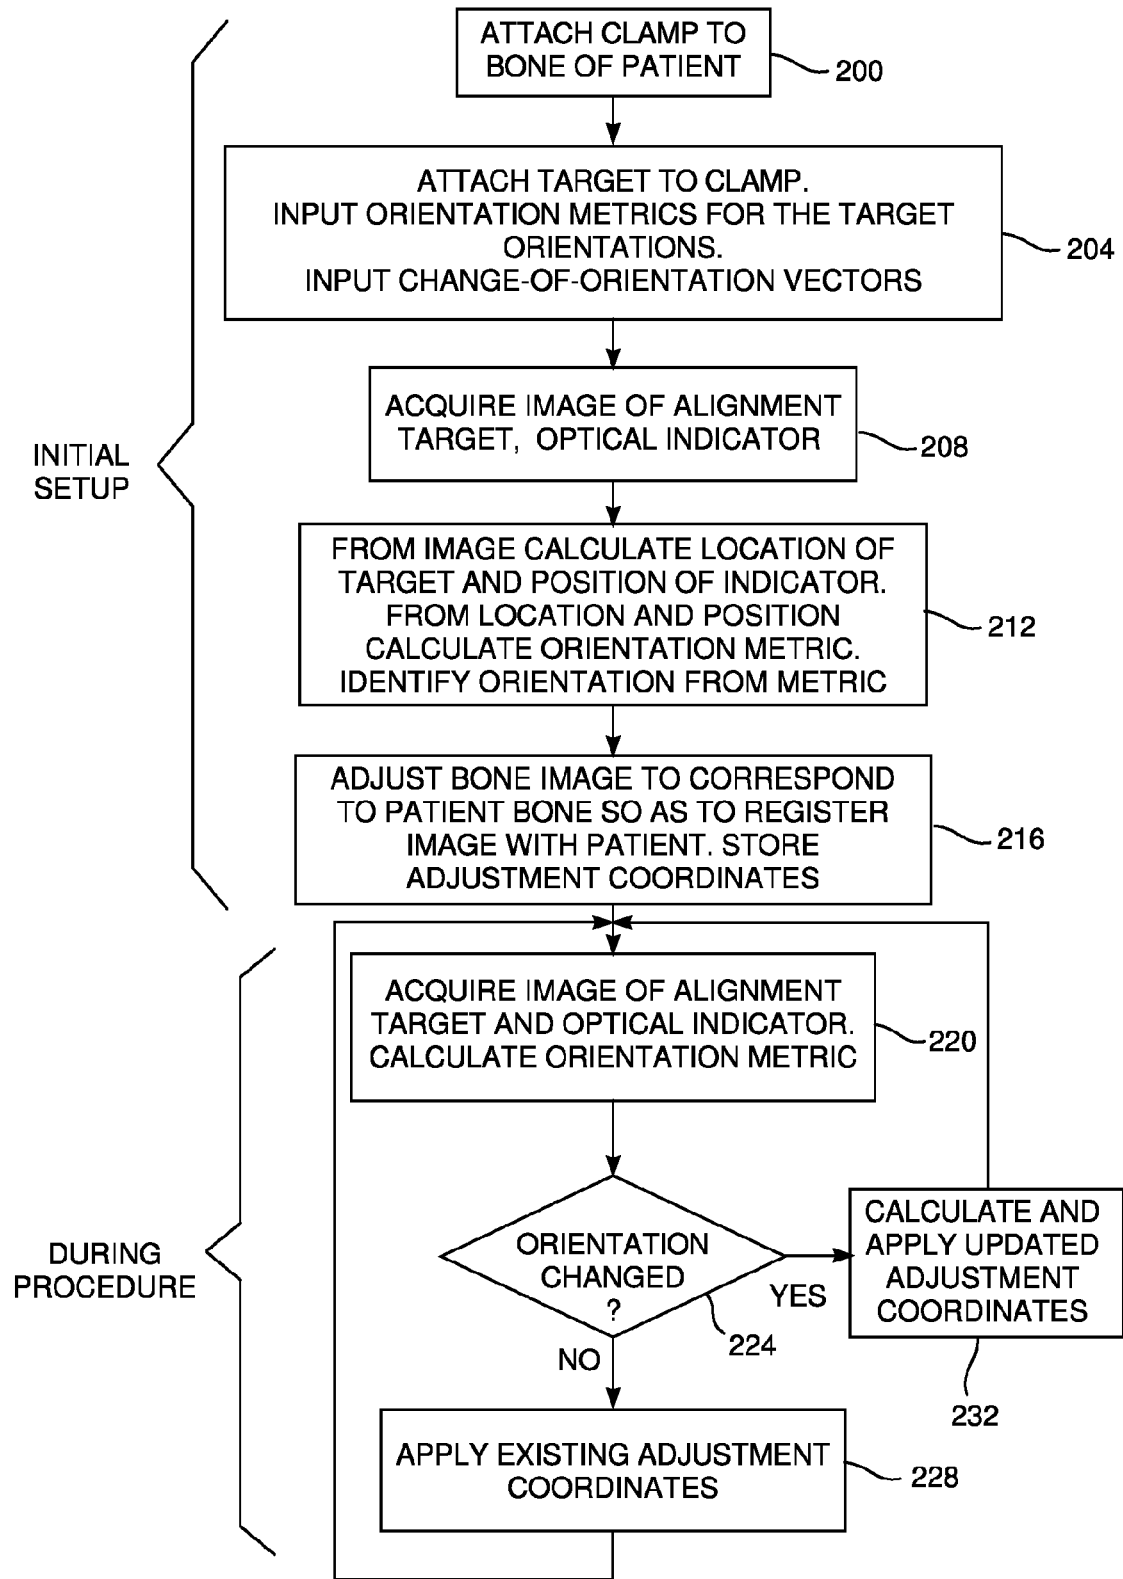 ATTACH CLAMP TO
BONE OF PATIENT
200
ATTACH TARGET TO CLAMP.
INPUT ORIENTATION METRICS FOR THE TARGET
ORIENTATIONS.
INPUT CHANGE-OF-ORIENTATION VECTORS
204
ACQUIRE IMAGE OF ALIGNMENT
TARGET, OPTICAL INDICATOR
208
INITIAL
SETUP
FROM IMAGE CALCULATE LOCATION OF
TARGET AND POSITION OF INDICATOR.
FROM LOCATION AND POSITION
CALCULATE ORIENTATION METRIC.
IDENTIFY ORIENTATION FROM METRIC
212
ADJUST BONE IMAGE TO CORRESPOND
TO PATIENT BONE SO AS TO REGISTER
IMAGE WITH PATIENT. STORE
ADJUSTMENT COORDINATES
216
ACQUIRE IMAGE OF ALIGNMENT
TARGET AND OPTICAL INDICATOR.
CALCULATE ORIENTATION METRIC
220
DURING
PROCEDURE
ORIENTATION
CHANGED
?
224
YES
CALCULATE AND
APPLY UPDATED
ADJUSTMENT
COORDINATES
232
NO
APPLY EXISTING ADJUSTMENT
COORDINATES
228